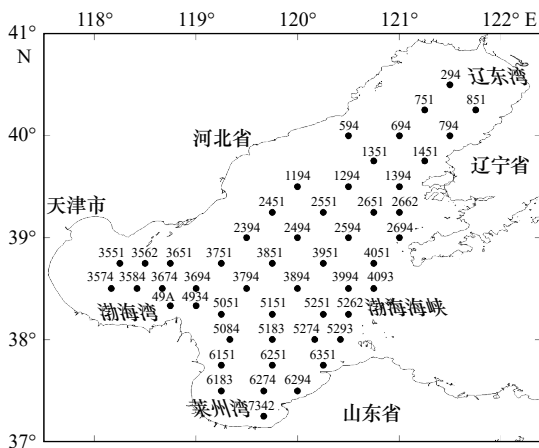 118° 119° 120° 121° 122° E
41°
N
294 辽东湾
751 851
40° 河北省 594 694 794
1351 1451 辽宁省
1194 1294 1394
天津市 2451 2551 2651 2662
39° 2394 2494 2594 2694
3551 3562 3651 3751 3851 3951 4051
3574 3584 3674 3694 3794 3894 3994 4093
渤海湾 49A 4934 5051 5151 5251 5262 渤海海峡
38° 5084 5183 5274 5293
6151 6251 6351
6183 6274 6294
莱州湾 7342 山东省
37°